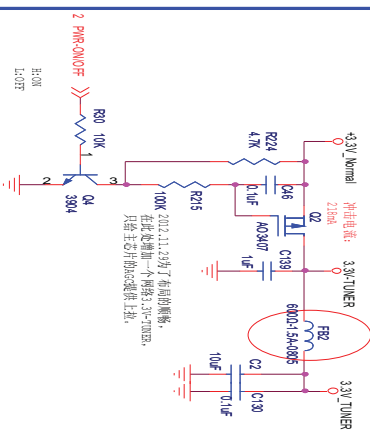 2 PWR-ON/OFF
H:ON
L:OFF
R30 10K
1
2
3
Q4
3904
R224
4.7K
R215
100K
C46
0.1uF
+3.3V_Normal
冲击电流:
218mA
Q2
AO3407
C139
1uF
3.3V-TUNER
FB2
600Ω-1.5A-0805
C2
10uF
C130
0.1uF
3.3V_TUNER
2012.11.29为了布局的顺畅,
在此处增加一个网络3.3V-TUNER,
只给主芯片的AGC提供上拉。